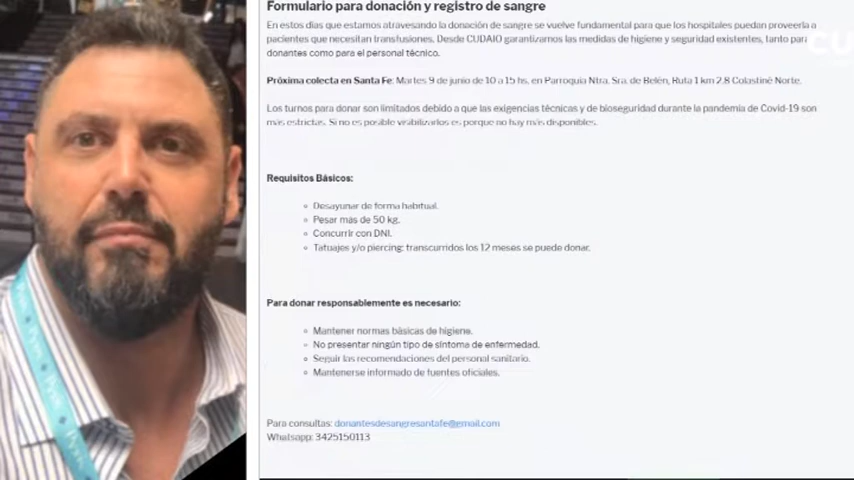 Formulario para donación y registro de sangre
En estos días que estamos atravesando la donación de sangre se vuelve fundamental para que los hospitales puedan proveerla a
pacientes que necesitan transfusiones. Desde CUDAIO garantizamos las medidas de higiene y seguridad existentes, tanto para
donantes como para el personal técnico.
Próxima colecta en Santa Fe: Martes 9 de junio de 10 a 15 hs. en Parroquia Ntra. Sra. de Belén, Ruta 1 km 2.8 Colastiné Norte.
Los turnos para donar son limitados debido a que las exigencias técnicas y de bioseguridad durante la pandemia de Covid-19 son
más estrictas. Si no es posible visibilizarlos es porque no hay más disponibles.
Requisitos Básicos:
Desayunar de forma habitual.
Pesar más de 50 kg.
Concurrir con DNI.
Tatuajes y/o piercing: transcurridos los 12 meses se puede donar.
Para donar responsablemente es necesario:
Mantener normas básicas de higiene.
No presentar ningún tipo de síntoma de enfermedad.
Seguir las recomendaciones del personal sanitario.
Mantenerse informado de fuentes oficiales.
Para consultas: donantesdesangresantafe@gmail.com
Whatsapp: 3425150113